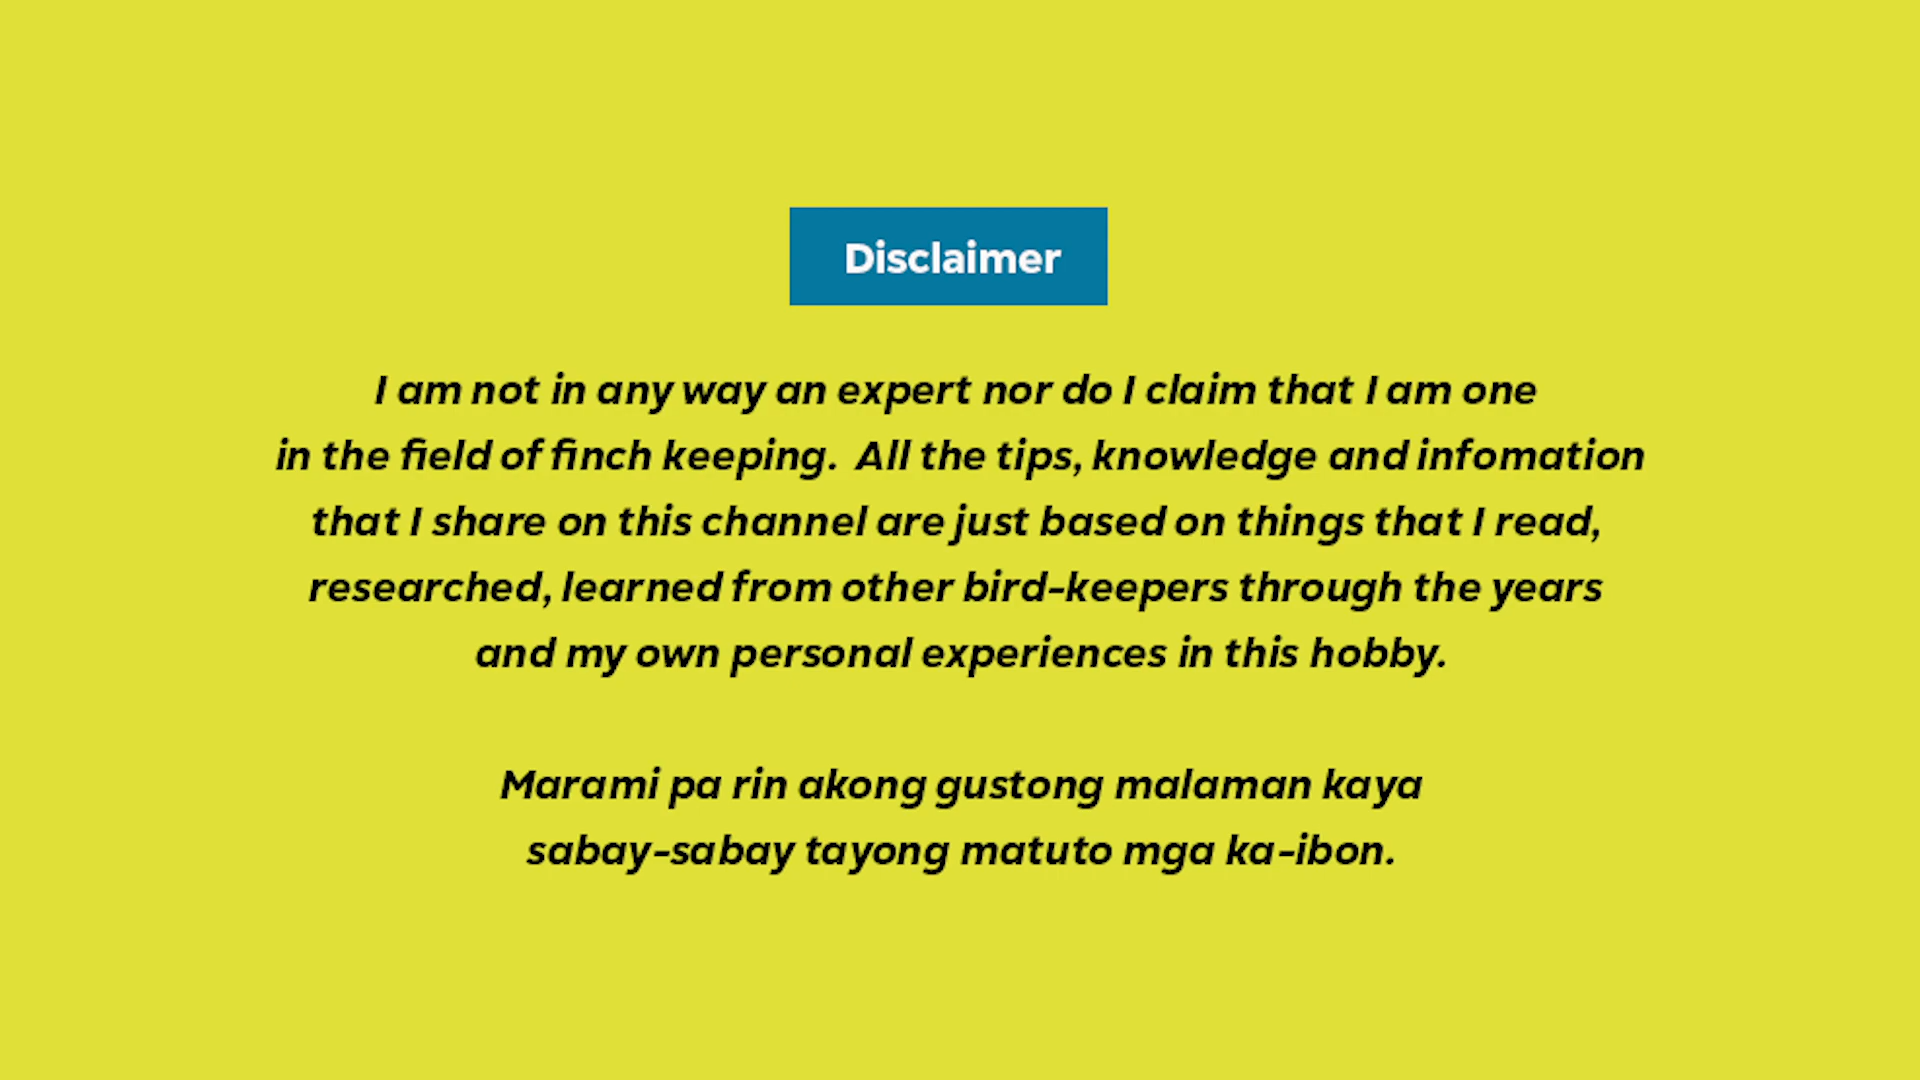 Disclaimer
I am not in any way an expert nor do I claim that I am one
in the field of finch keeping.  All the tips, knowledge and infomation
that I share on this channel are just based on things that I read,
researched, learned from other bird-keepers through the years
and my own personal experiences in this hobby.
Marami pa rin akong gustong malaman kaya
sabay-sabay tayong matuto mga ka-ibon.